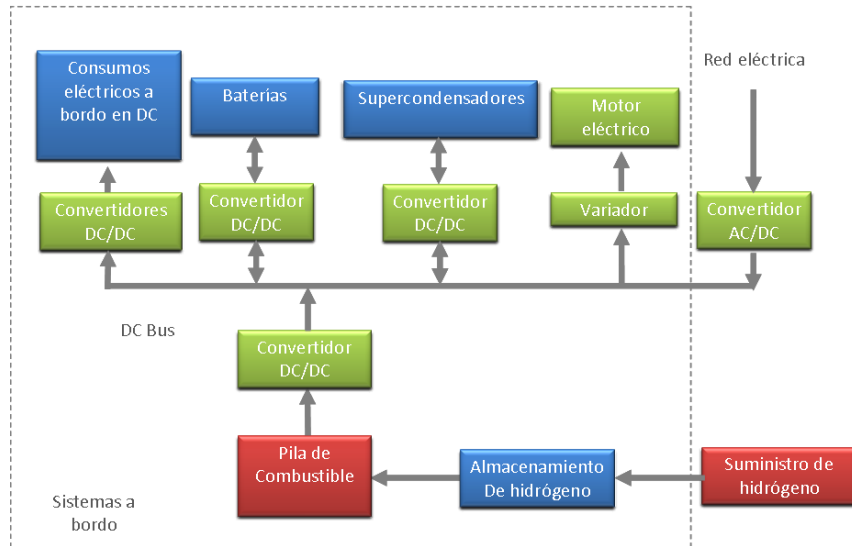 Consumos
eléctricos a
bordo en DC
Baterías
Supercondensadores
Motor
eléctrico
Red eléctrica
Convertidores
DC/DC
Convertidor
DC/DC
Convertidor
DC/DC
Variador
Convertidor
AC/DC
DC Bus
Convertidor
DC/DC
Pila de
Combustible
Almacenamiento
De hidrógeno
Suministro de
hidrógeno
Sistemas a
bordo